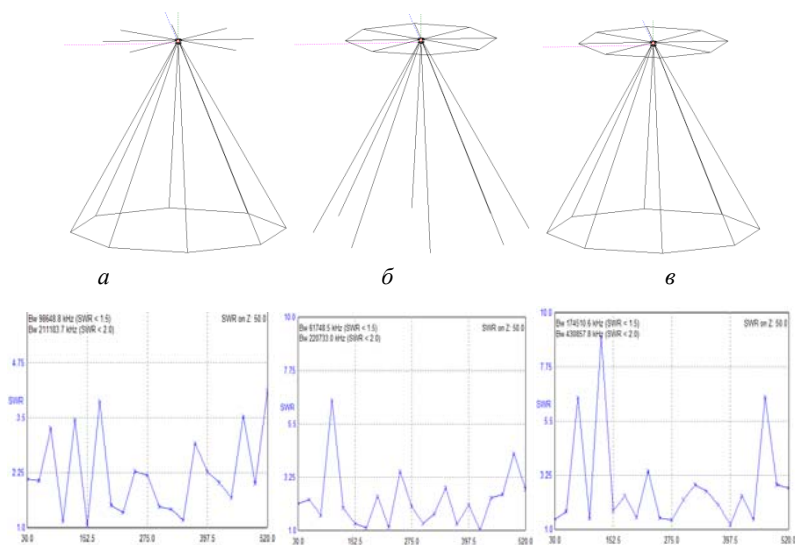 а
б
в
Bw 98648.8 kHz (SWR < 1.5)
Bw 211183.7 kHz (SWR < 2.0)
SWR on Z: 50.0
4.75
3.5
SWR
2.25
1.0
30.0
152.5
275.0
397.5
520.0
Bw 61748.5 kHz (SWR < 1.5)
Bw 220733.0 kHz (SWR < 2.0)
SWR on Z: 50.0
10.0
7.75
SWR
5.5
3.25
1.0
30.0
152.5
275.0
397.5
520.0
Bw 174510.6 kHz (SWR < 1.5)
Bw 430857.8 kHz (SWR < 2.0)
SWR on Z: 50.0
10.0
7.75
SWR
5.5
3.25
1.0
30.0
152.5
275.0
397.5
520.0